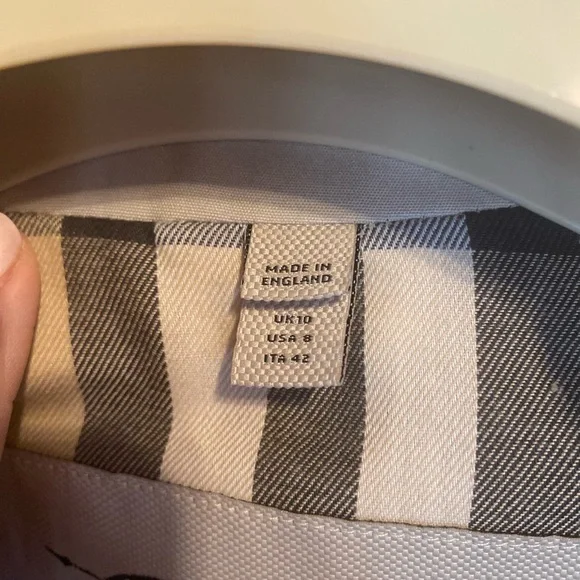 MADE IN
ENGLAND
UK10
USA 8
ITA 42